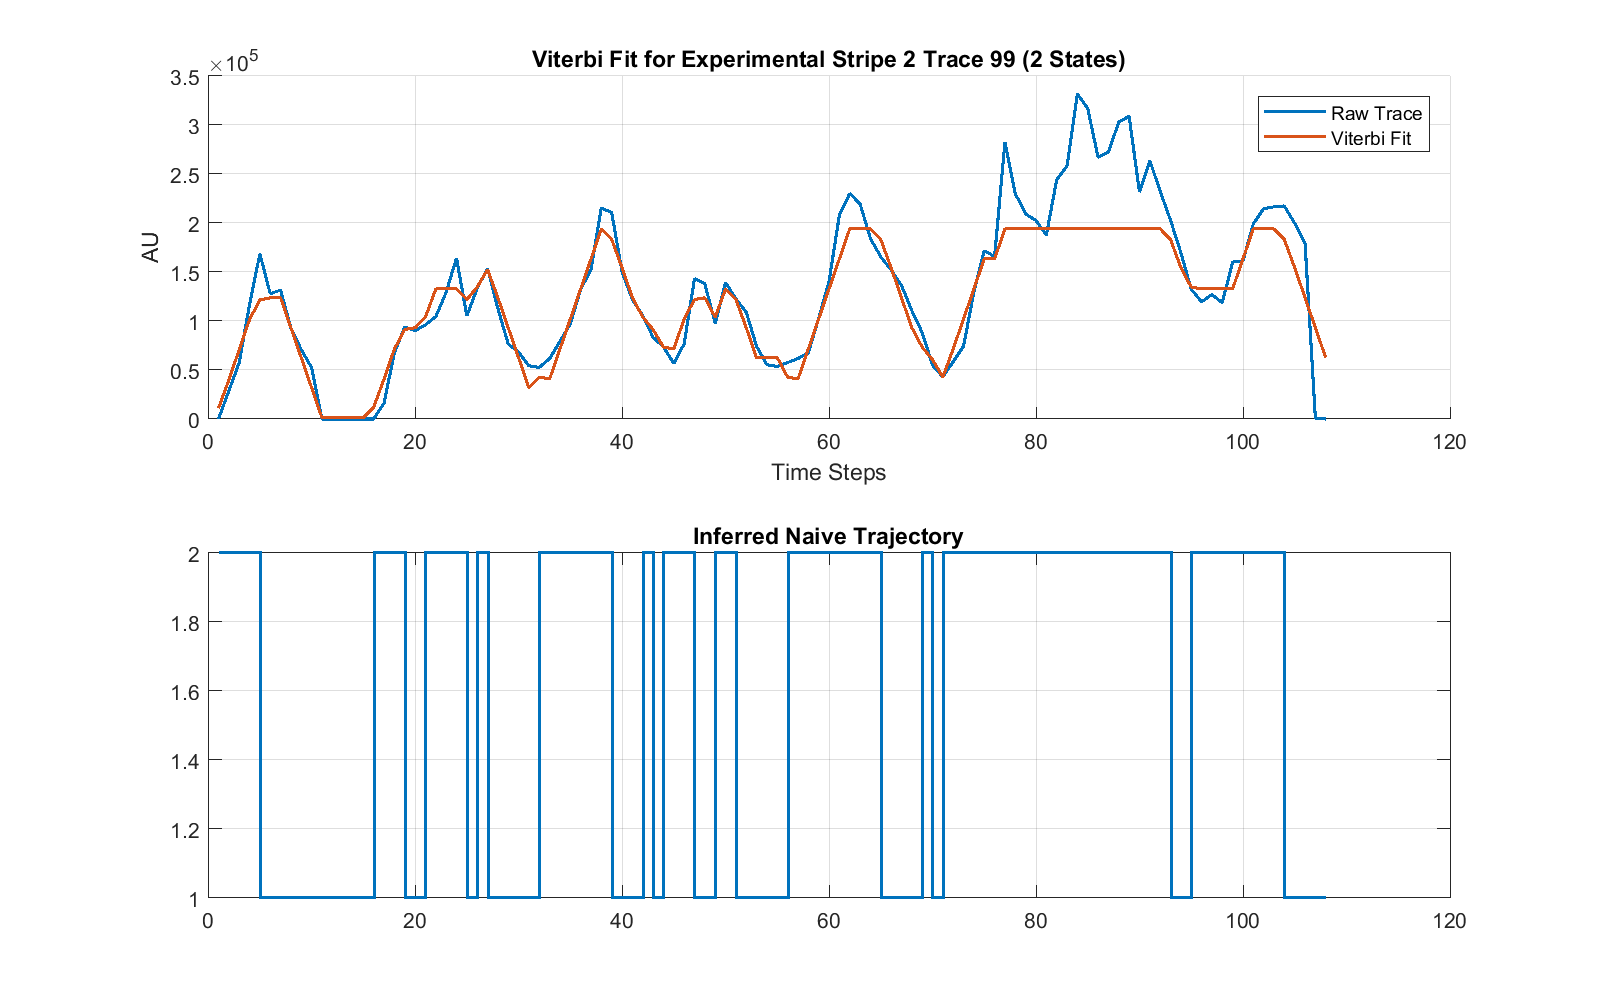 Viterbi Fit for Experimental Stripe 2 Trace 99 (2 States)
×10^5
3.5
3
2.5
2
1.5
1
0.5
0
AU
Raw Trace
Viterbi Fit
0 20 40 60 80 100 120
Time Steps
Inferred Naive Trajectory
2
1.8
1.6
1.4
1.2
1
0 20 40 60 80 100 120